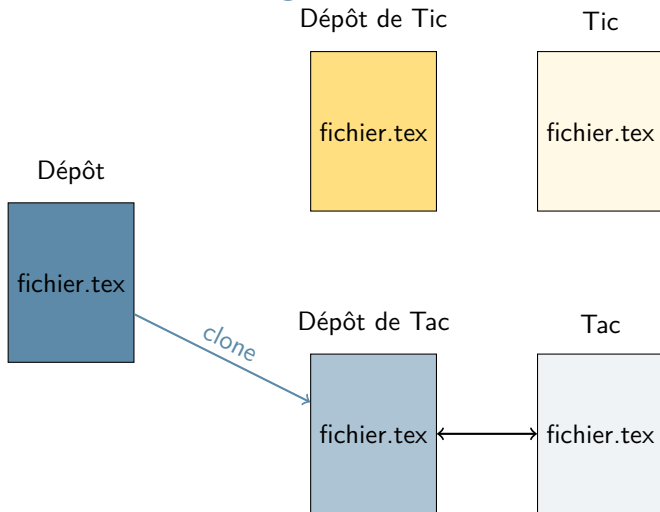 Dépôt de Tic
Tic
fichier.tex
fichier.tex
Dépôt
fichier.tex
clone
Dépôt de Tac
Tac
fichier.tex
fichier.tex